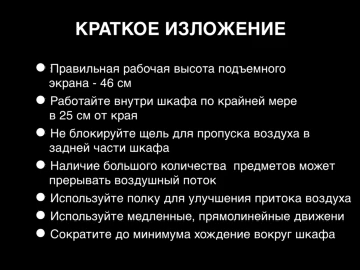 КРАТКОЕ ИЗЛОЖЕНИЕ
● Правильная рабочая высота подъемного
экрана - 46 см
● Работайте внутри шкафа по крайней мере
в 25 см от края
● Не блокируйте щель для пропуска воздуха в
задней части шкафа
● Наличие большого количества предметов может
прерывать воздушный поток
● Используйте полку для улучшения притока воздуха
● Используйте медленные, прямолинейные движени
● Сократите до минимума хождение вокруг шкафа